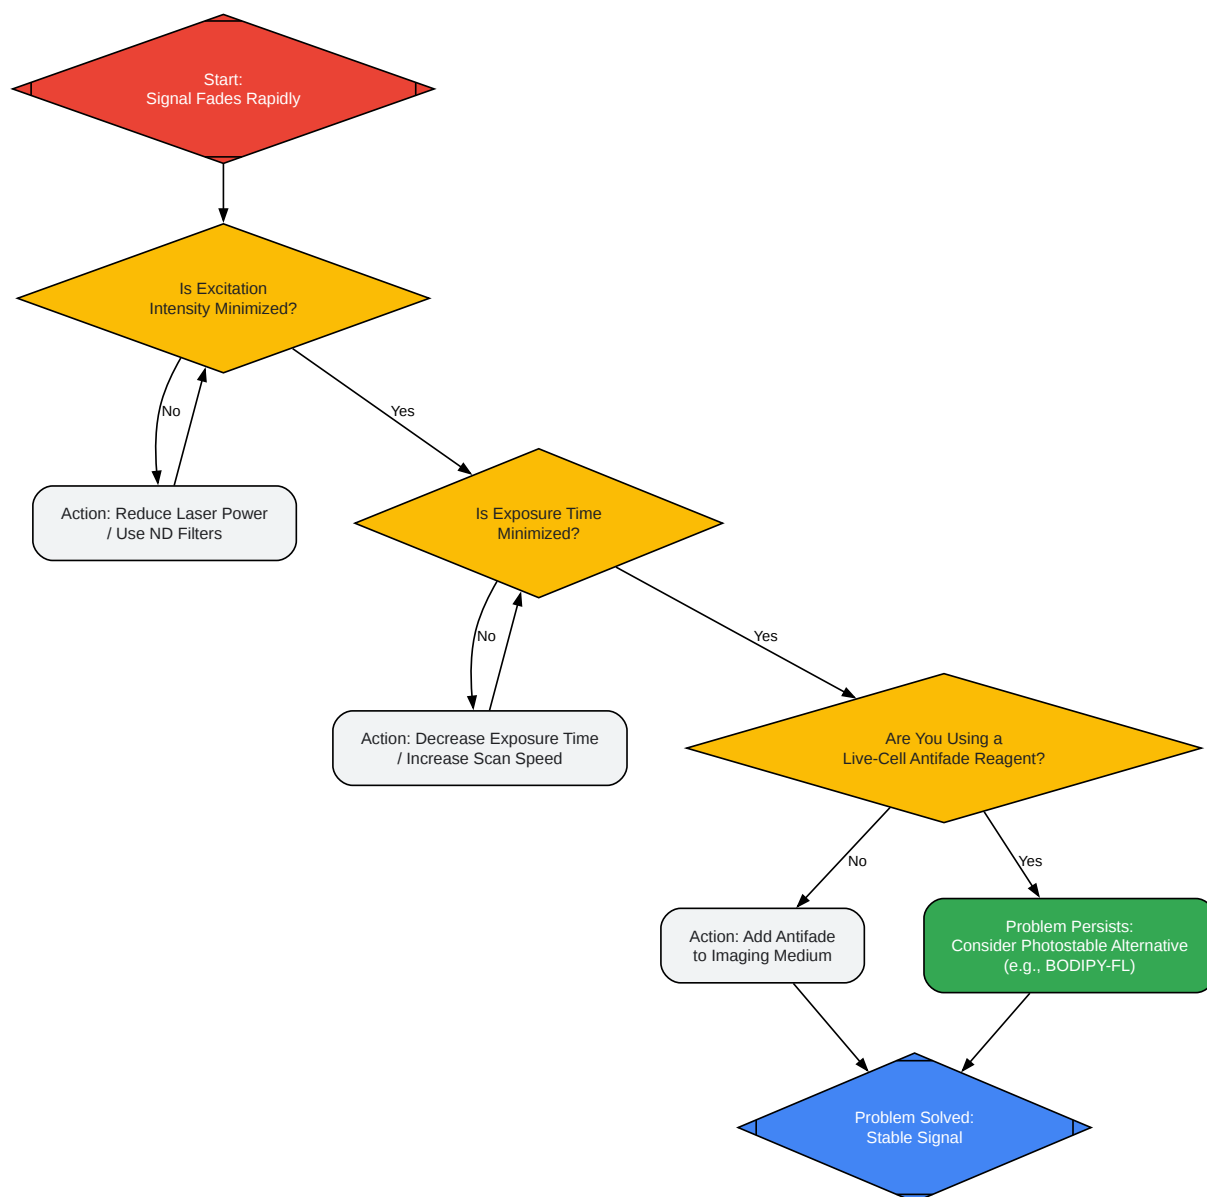 Start:
Signal Fades Rapidly
Is Excitation
Intensity Minimized?
No
Yes
Action: Reduce Laser Power
/ Use ND Filters
Is Exposure Time
Minimized?
No
Yes
Action: Decrease Exposure Time
/ Increase Scan Speed
Are You Using a
Live-Cell Antifade Reagent?
No
Yes
Action: Add Antifade
to Imaging Medium
Problem Persists:
Consider Photostable Alternative
(e.g., BODIPY-FL)
Problem Solved:
Stable Signal